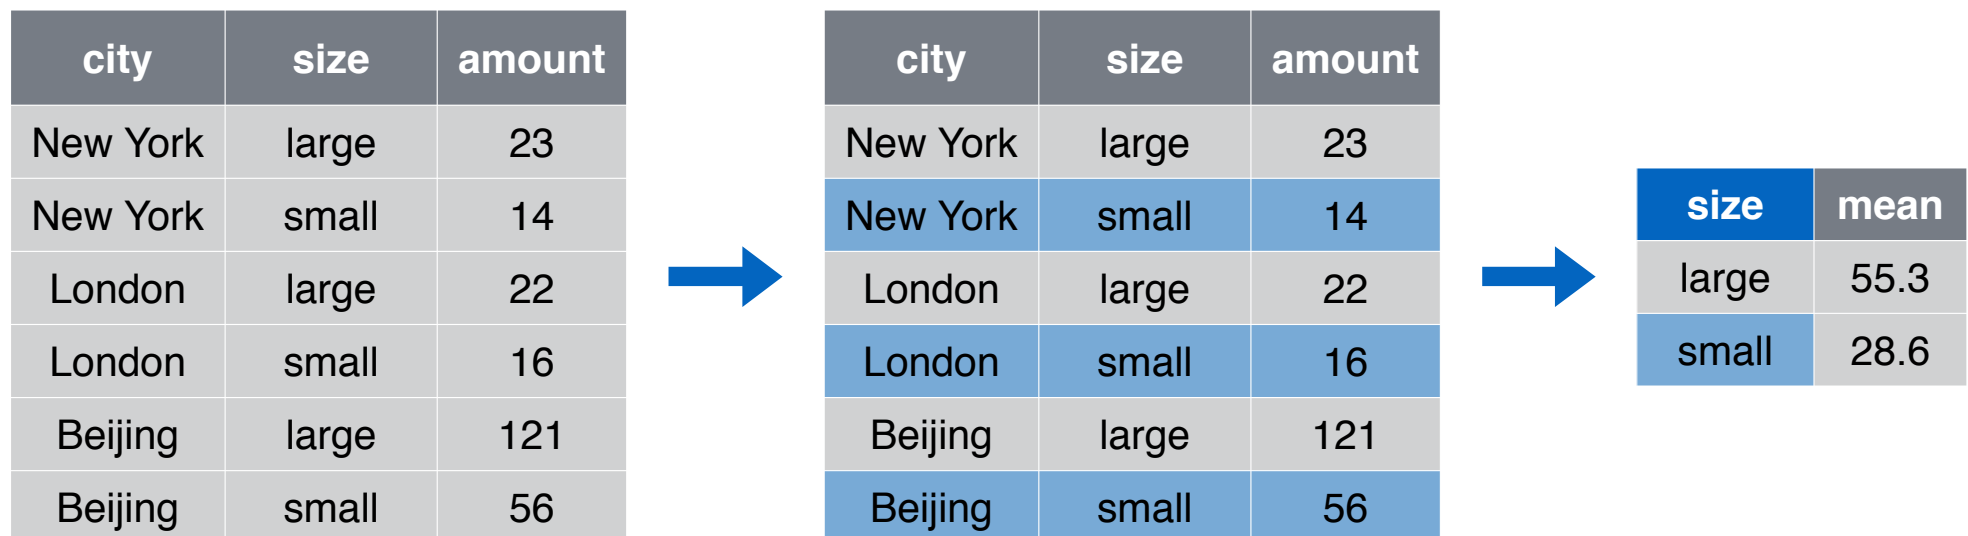 city size amount
New York large 23
New York small 14
London large 22
London small 16
Beijing large 121
Beijing small 56
city size amount
New York large 23
New York small 14
London large 22
London small 16
Beijing large 121
Beijing small 56
size mean
large 55.3
small 28.6